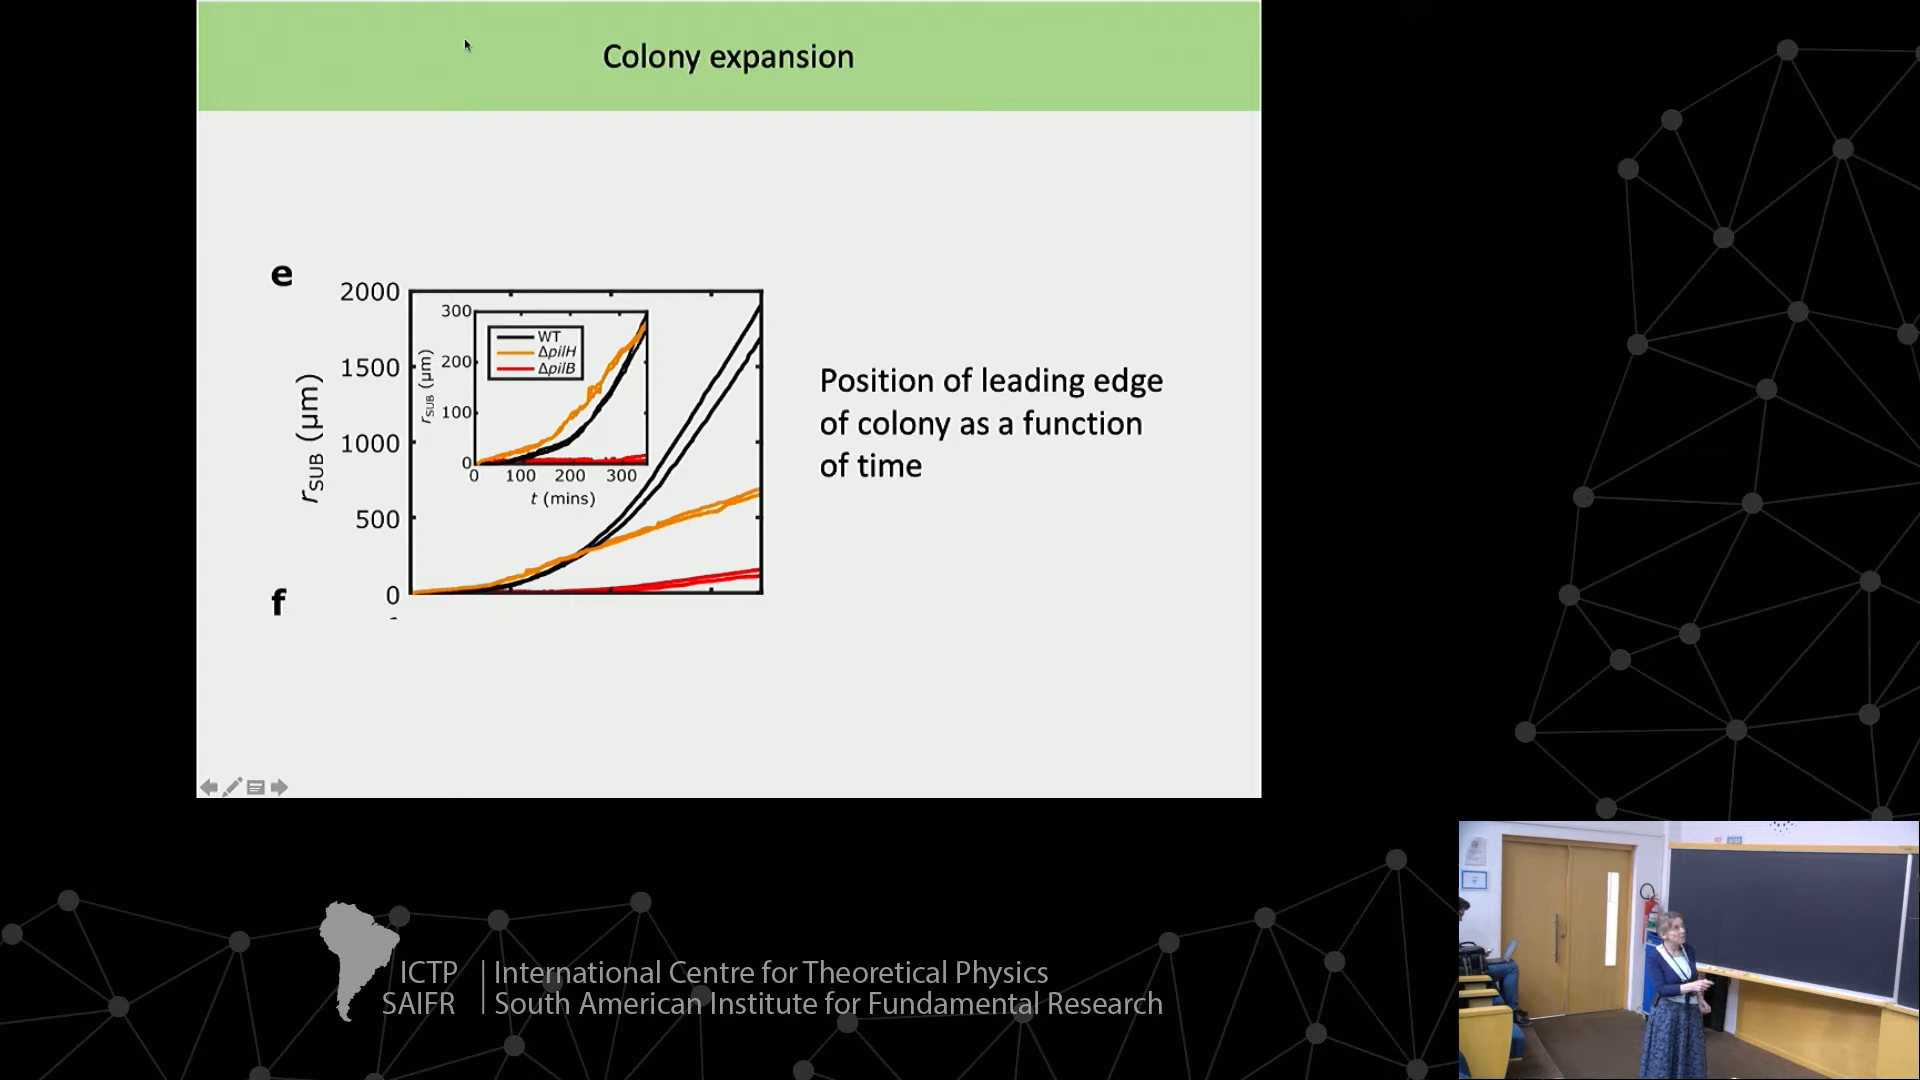 Colony expansion
e
2000
1500
1000
500
0
rSUB (μm)
300
200
100
0
rSUB (μm)
WT
ΔpilH
ΔpilB
0 100 200 300
t (mins)
Position of leading edge
of colony as a function
of time
f
ICTP
SAIFR
International Centre for Theoretical Physics
South American Institute for Fundamental Research